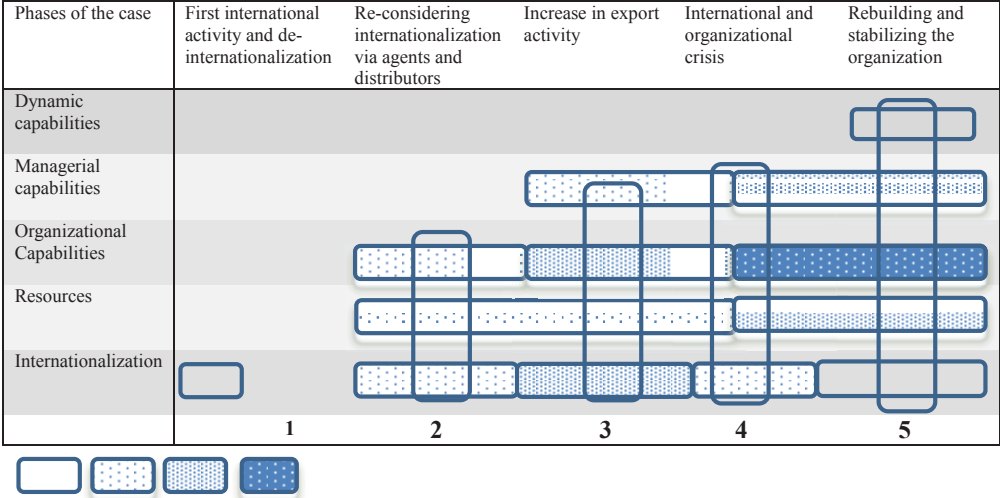 Phases of the case
First international
activity and de-
internationalization
Re-considering
internationalization
via agents and
distributors
Increase in export
activity
International and
organizational
crisis
Rebuilding and
stabilizing the
organization
Dynamic
capabilities
Managerial
capabilities
Organizational
Capabilities
Resources
Internationalization
1
2
3
4
5